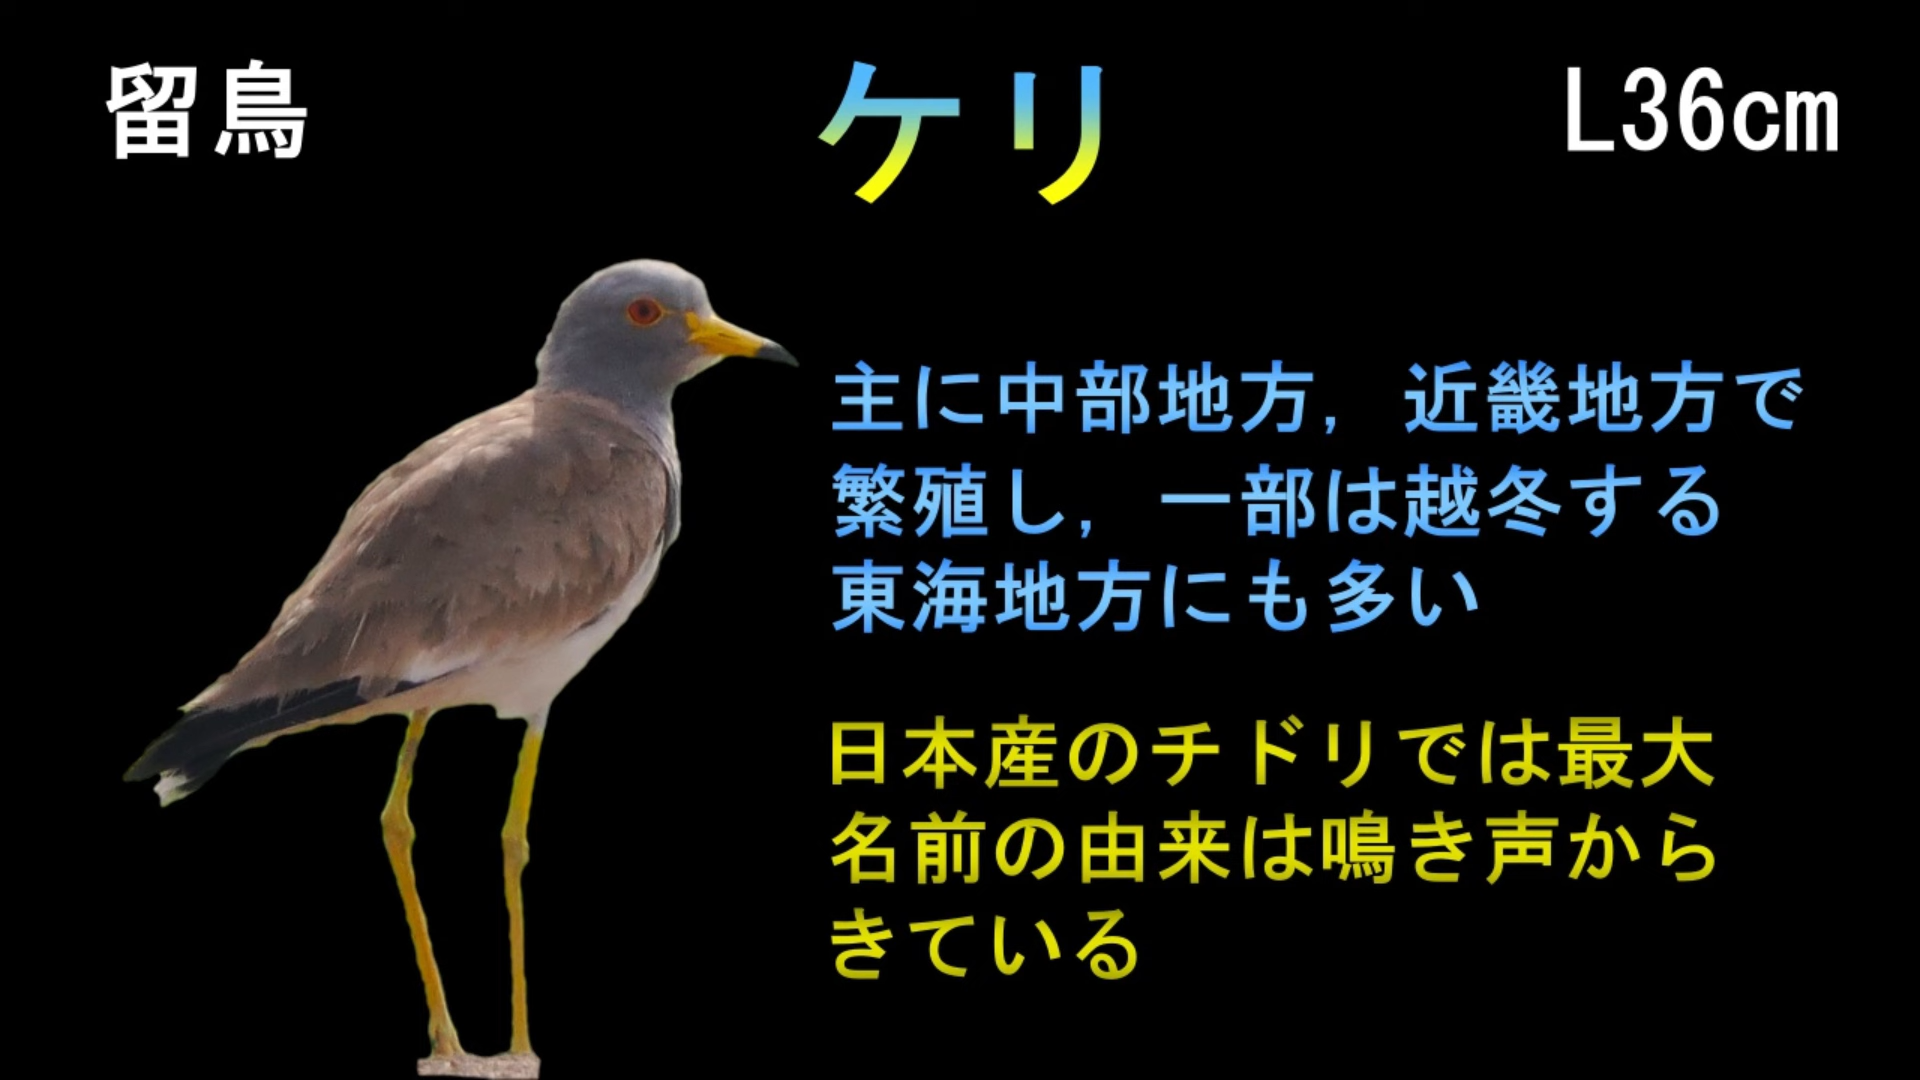 留鳥
ケリ
L36cm
主に中部地方，近畿地方で
繁殖し，一部は越冬する
東海地方にも多い
日本産のチドリでは最大
名前の由来は鳴き声から
きている